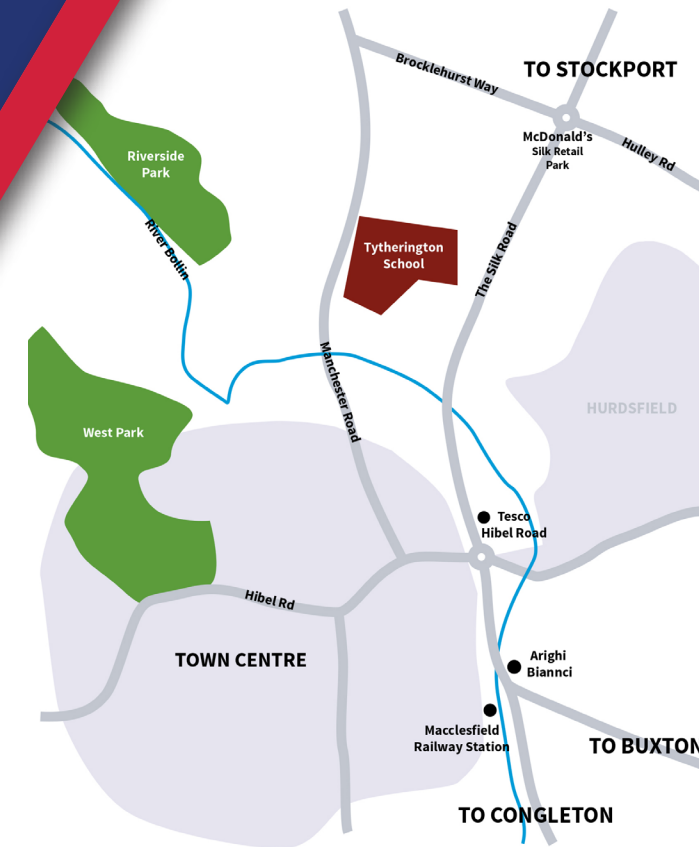 Brocklehurst Way
TO STOCKPORT
McDonald's
Silk Retail
Park
Hulley Rd
Riverside
Park
River Bollin
Tytherington
School
The Silk Road
Manchester Road
HURDSFIELD
West Park
Tesco
Hibel Road
Hibel Rd
TOWN CENTRE
Arighi
Biannci
Macclesfield
Railway Station
TO BUXTON
TO CONGLETON